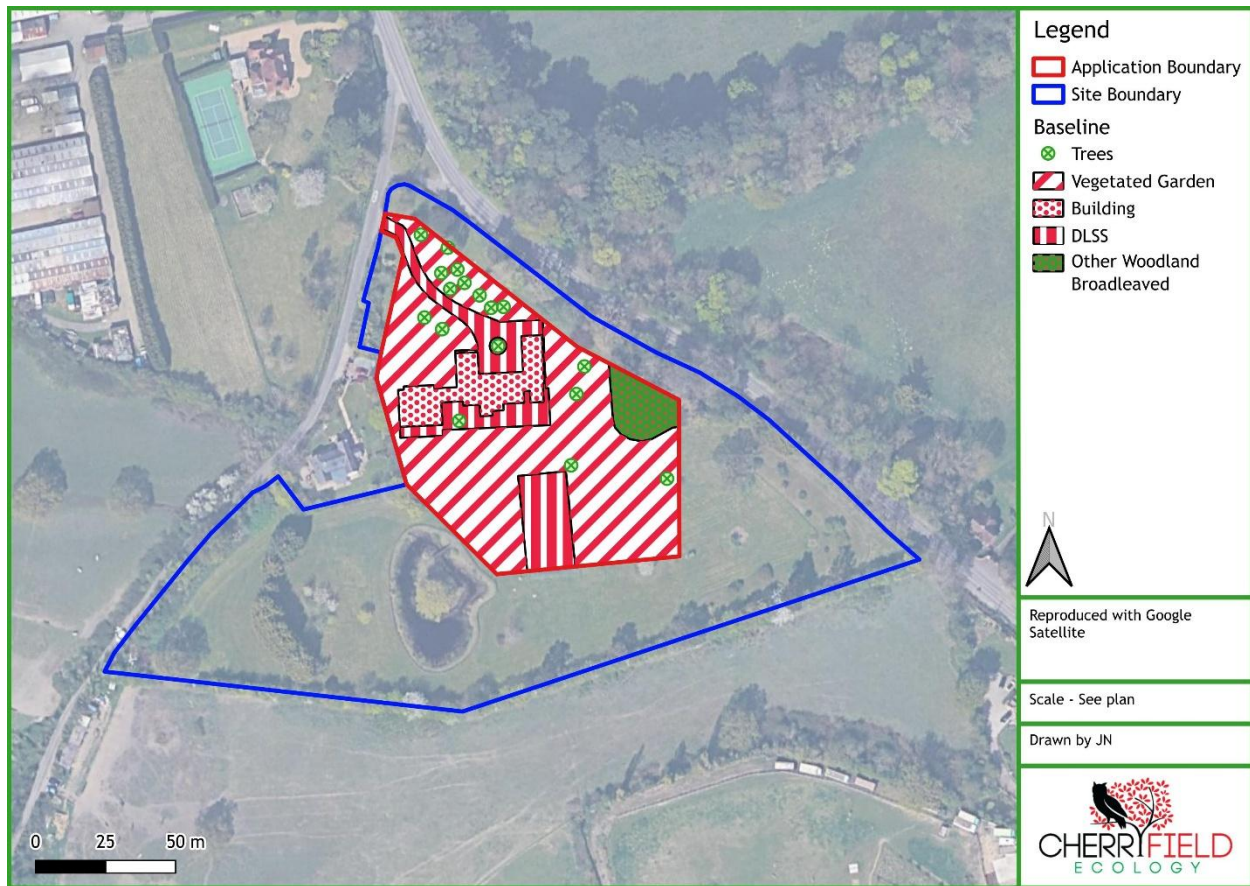 Legend
Application Boundary
Site Boundary
Baseline
Trees
Vegetated Garden
Building
DLSS
Other Woodland
Broadleaved
N
Reproduced with Google
Satellite
Scale - See plan
Drawn by JN
CHERRYFIELD
ECOLOGY
0 25 50 m